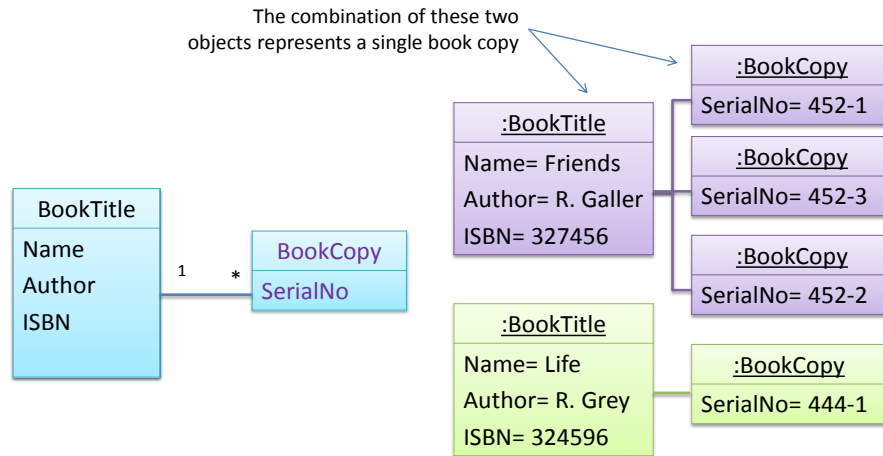 The combination of these two
objects represents a single book copy
BookTitle
Name
Author
ISBN
1
*
BookCopy
SerialNo
:BookTitle
Name= Friends
Author= R. Galler
ISBN= 327456
:BookCopy
SerialNo= 452-1
:BookCopy
SerialNo= 452-3
:BookCopy
SerialNo= 452-2
:BookTitle
Name= Life
Author= R. Grey
ISBN= 324596
:BookCopy
SerialNo= 444-1